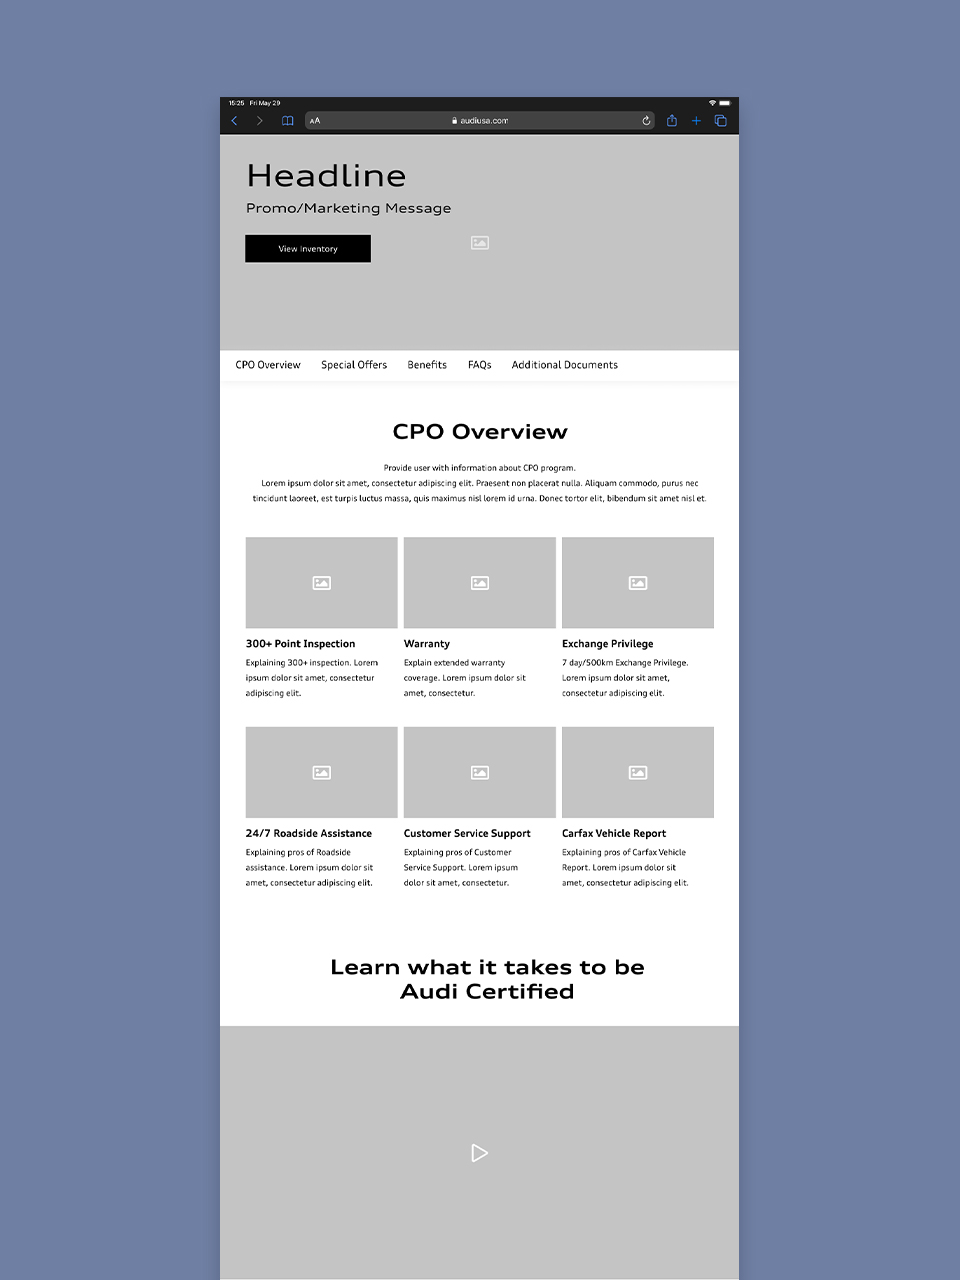 15:25 Fri May 29
AA audiusa.com
Headline
Promo/Marketing Message
View Inventory
CPO Overview Special Offers Benefits FAQs Additional Documents
CPO Overview
Provide user with information about CPO program.
Lorem ipsum dolor sit amet, consectetur adipiscing elit. Praesent non placerat nulla. Aliquam commodo, purus nec
tincidunt laoreet, est turpis luctus massa, quis maximus nisl lorem id urna. Donec tortor elit, bibendum sit amet nisl et.
300+ Point Inspection
Explaining 300+ inspection. Lorem
ipsum dolor sit amet, consectetur
adipiscing elit.
Warranty
Explain extended warranty
coverage. Lorem ipsum dolor sit
amet, consectetur.
Exchange Privilege
7 day/500km Exchange Privilege.
Lorem ipsum dolor sit amet,
consectetur adipiscing elit.
24/7 Roadside Assistance
Explaining pros of Roadside
assistance. Lorem ipsum dolor sit
amet, consectetur adipiscing elit.
Customer Service Support
Explaining pros of Customer
Service Support. Lorem ipsum
dolor sit amet, consectetur.
Carfax Vehicle Report
Explaining pros of Carfax Vehicle
Report. Lorem ipsum dolor sit
amet, consectetur adipiscing elit.
Learn what it takes to be
Audi Certified